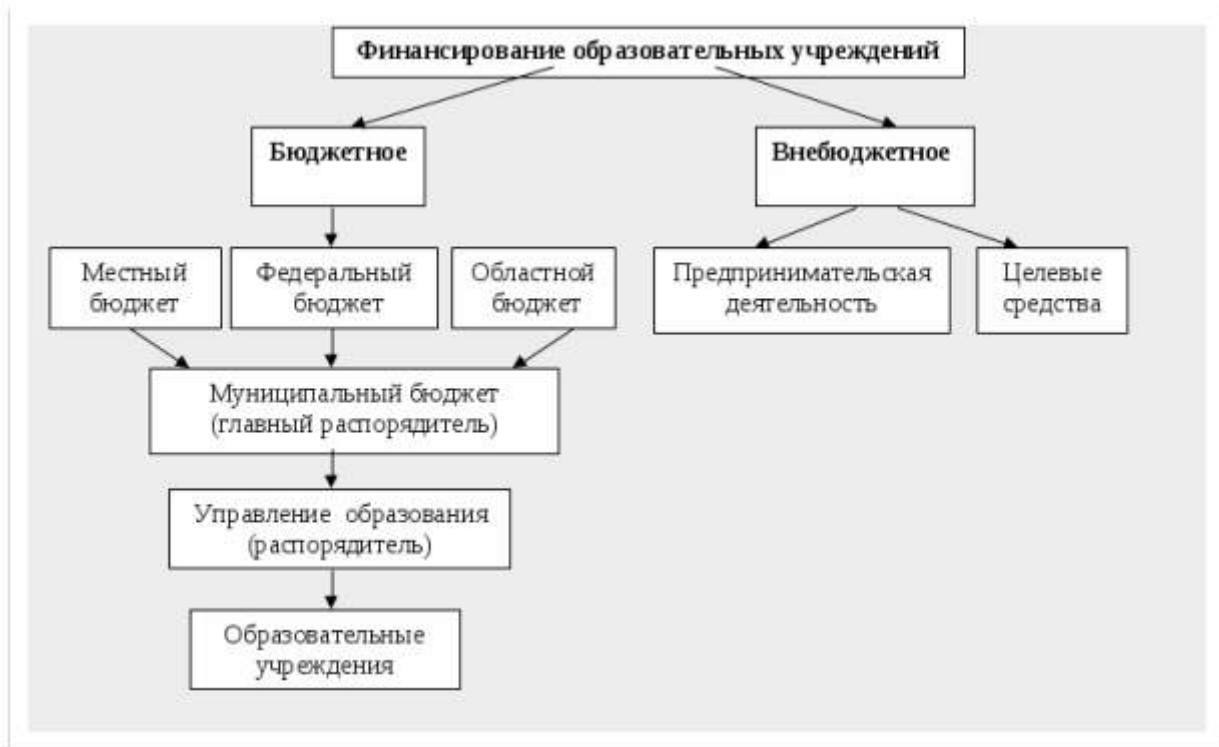 Финансирование образовательных учреждений
Бюджетное
Внебюджетное
Местный
бюджет
Федеральный
бюджет
Областной
бюджет
Предпринимательская
деятельность
Целевые
средства
Муниципальный бюджет
(главный распорядитель)
Управление образования
(распорядитель)
Образовательные
учреждения